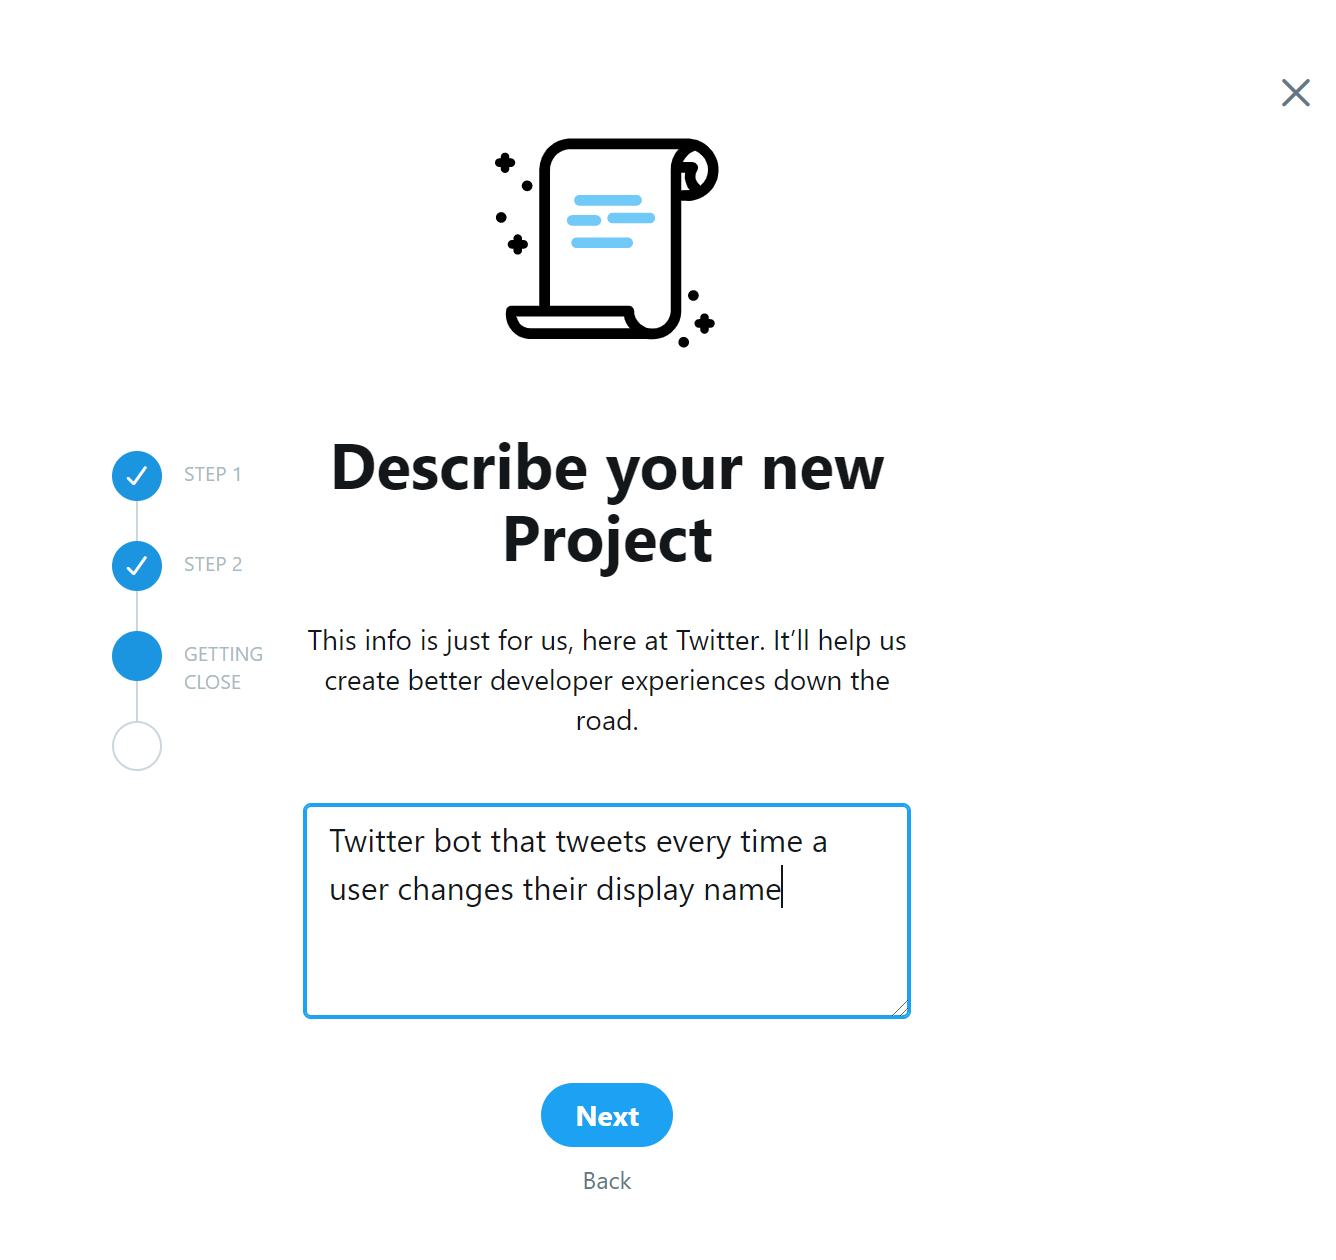 STEP 1
STEP 2
GETTING
CLOSE
Describe your new
Project
This info is just for us, here at Twitter. It’ll help us
create better developer experiences down the
road.
Twitter bot that tweets every time a
user changes their display name
Next
Back